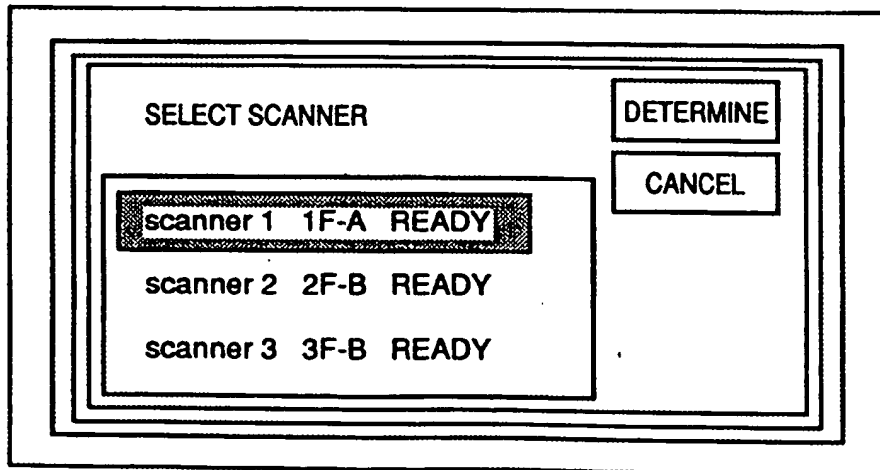 SELECT SCANNER
DETERMINE
CANCEL
scanner 1 1F-A READY
scanner 2 2F-B READY
scanner 3 3F-B READY